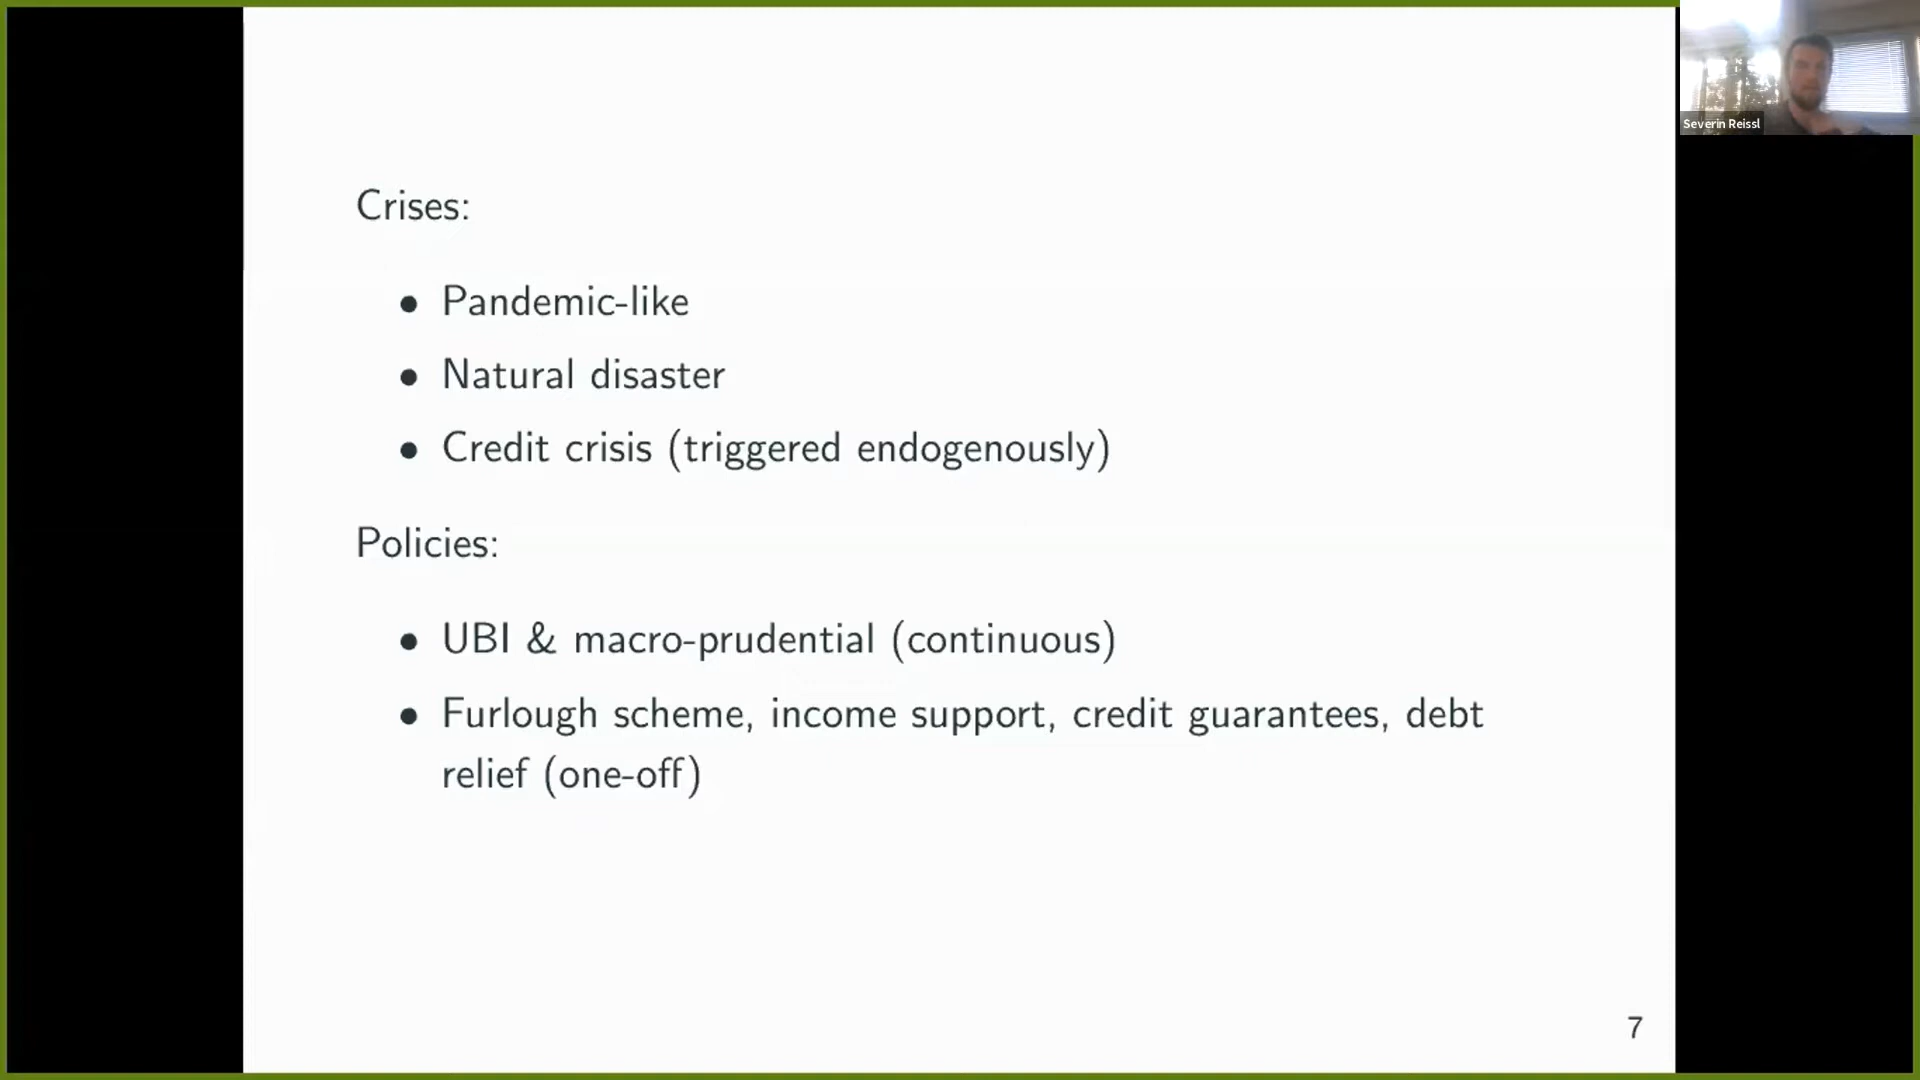 Severin Reissl
Crises:
• Pandemic-like
• Natural disaster
• Credit crisis (triggered endogenously)
Policies:
• UBI & macro-prudential (continuous)
• Furlough scheme, income support, credit guarantees, debt
relief (one-off)
7